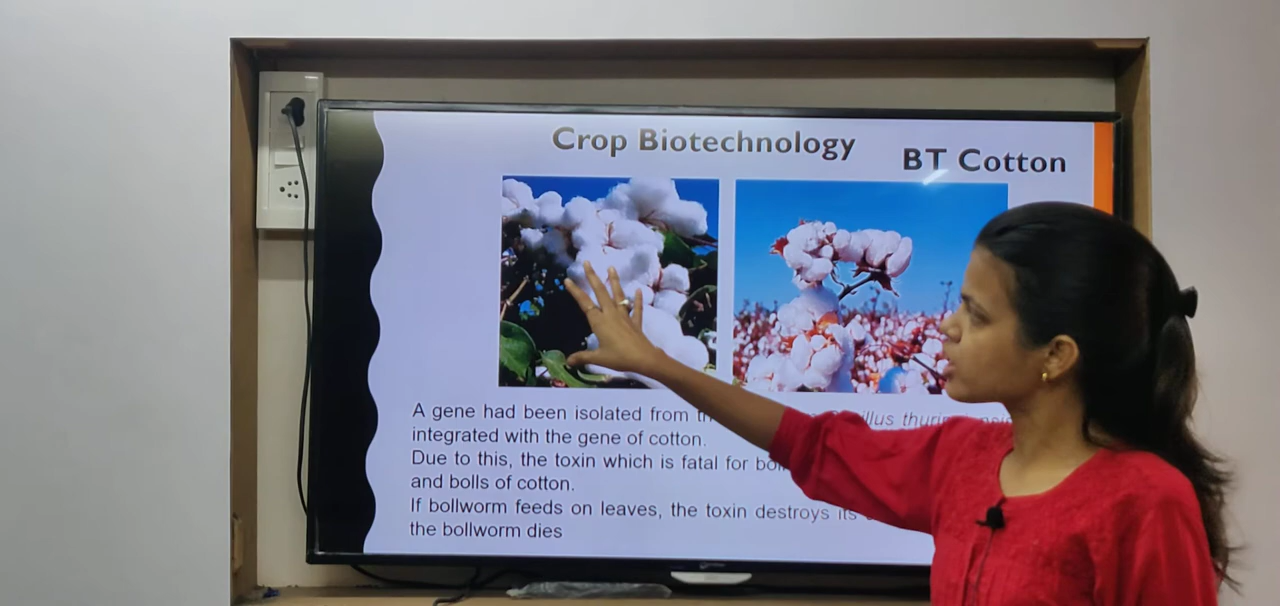 Crop Biotechnology
BT Cotton
A gene had been isolated from
integrated with the gene of cotton.
Due to this, the toxin which is fatal for
and bolls of cotton.
If bollworm feeds on leaves, the toxin destroys its
the bollworm dies